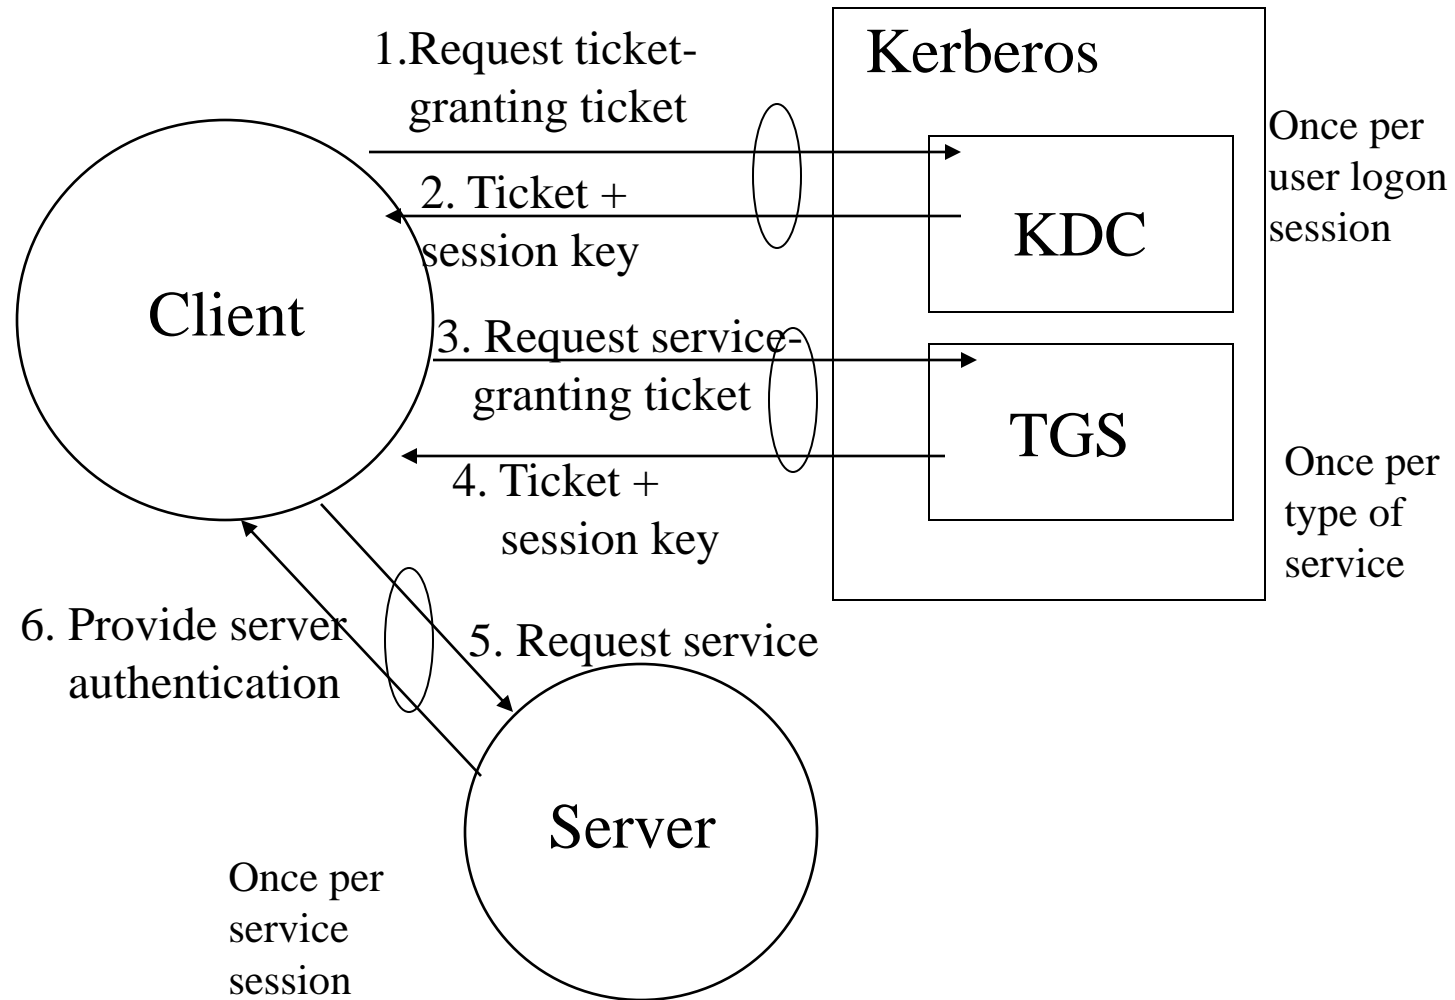 1.Request ticket-
granting ticket
Kerberos
Once per
user logon
session
2. Ticket +
session key
KDC
Client
3. Request service-
granting ticket
TGS
4. Ticket +
session key
Once per
type of
service
6. Provide server
authentication
5. Request service
Server
Once per
service
session